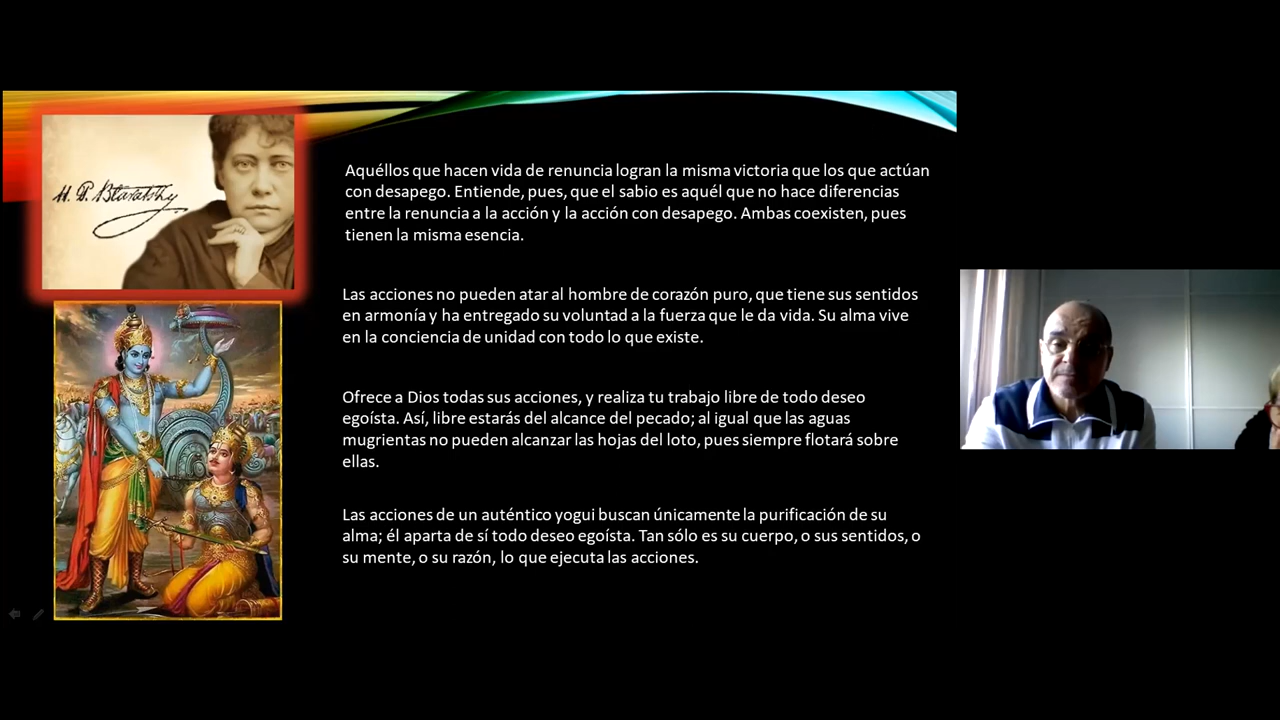 H. P. Blavatsky
Aquéllos que hacen vida de renuncia logran la misma victoria que los que actúan
con desapego. Entiende, pues, que el sabio es aquél que no hace diferencias
entre la renuncia a la acción y la acción con desapego. Ambas coexisten, pues
tienen la misma esencia.
Las acciones no pueden atar al hombre de corazón puro, que tiene sus sentidos
en armonía y ha entregado su voluntad a la fuerza que le da vida. Su alma vive
en la conciencia de unidad con todo lo que existe.
Ofrece a Dios todas sus acciones, y realiza tu trabajo libre de todo deseo
egoísta. Así, libre estarás del alcance del pecado; al igual que las aguas
mugrientas no pueden alcanzar las hojas del loto, pues siempre flotará sobre
ellas.
Las acciones de un auténtico yogui buscan únicamente la purificación de su
alma; él aparta de sí todo deseo egoísta. Tan sólo es su cuerpo, o sus sentidos, o
su mente, o su razón, lo que ejecuta las acciones.